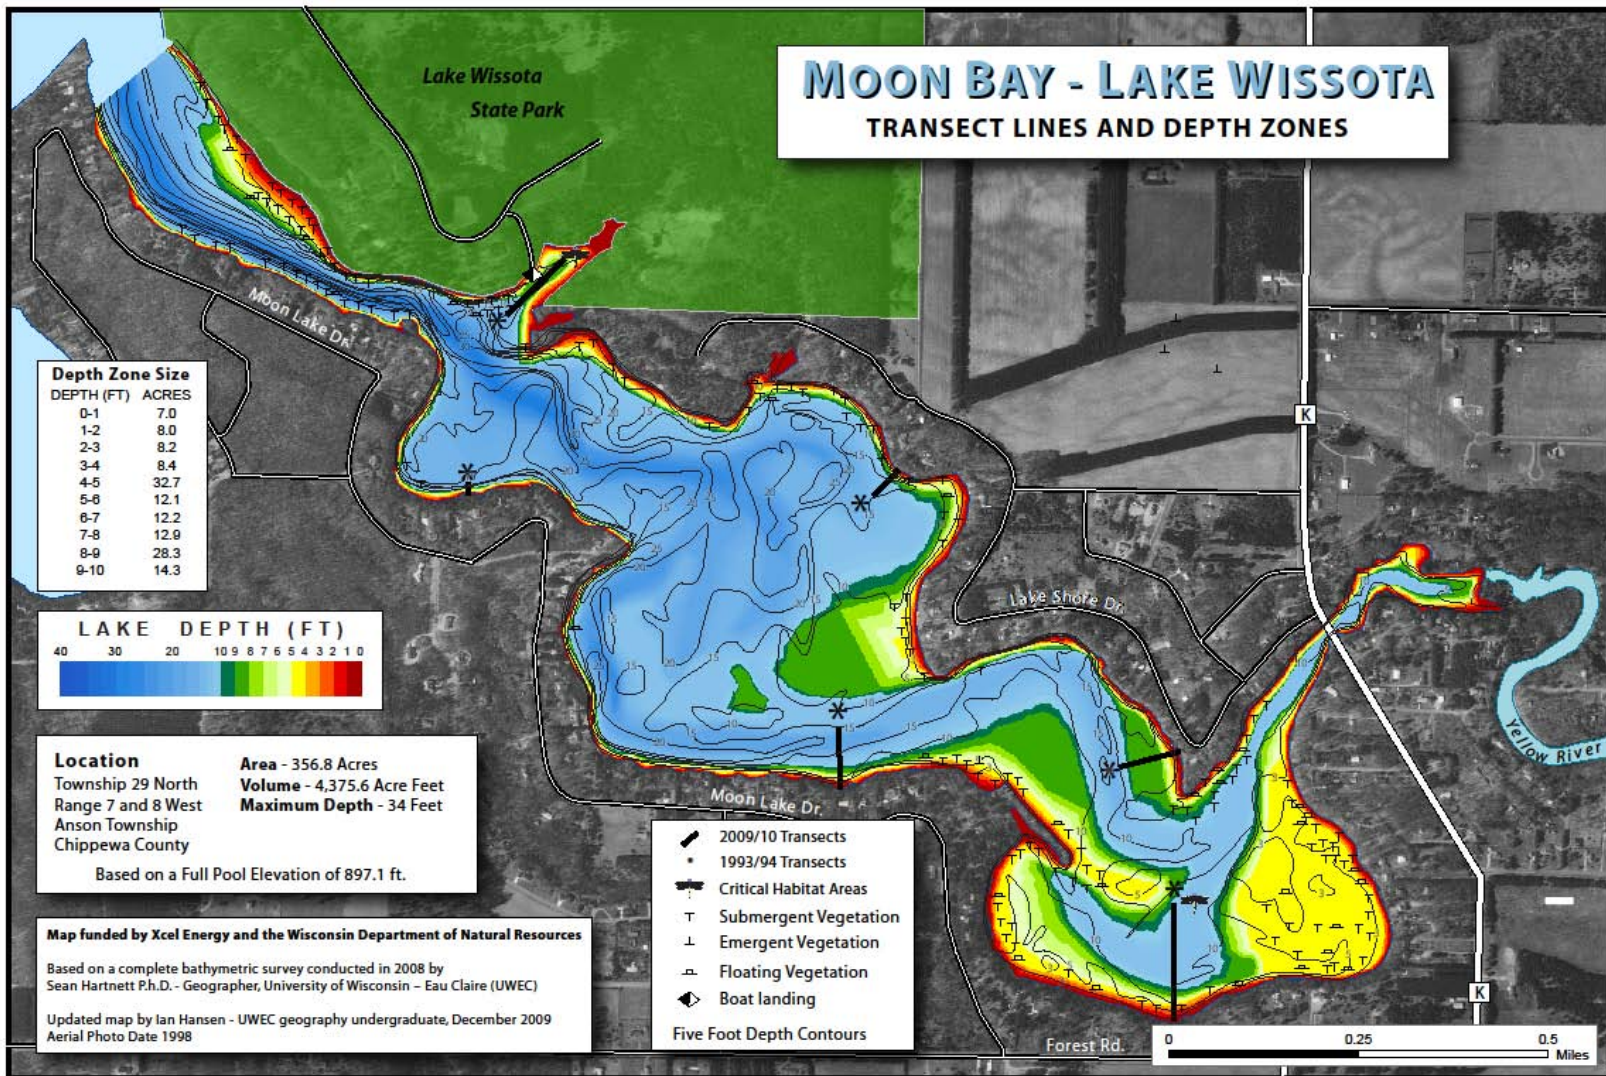 MOON BAY - LAKE WISSOTA
TRANSECT LINES AND DEPTH ZONES
Lake Wissota
State Park
Moon Lake Dr.
K
Lake Shore Dr.
Yellow River
Moon Lake Dr.
Forest Rd.
K
Depth Zone Size
DEPTH (FT) ACRES
0-1 7.0
1-2 8.0
2-3 8.2
3-4 8.4
4-5 32.7
5-6 12.1
6-7 12.2
7-8 12.9
8-9 28.3
9-10 14.3
LAKE DEPTH (FT)
40 30 20 10 9 8 7 6 5 4 3 2 1 0
Location
Township 29 North
Range 7 and 8 West
Anson Township
Chippewa County
Area - 356.8 Acres
Volume - 4,375.6 Acre Feet
Maximum Depth - 34 Feet
Based on a Full Pool Elevation of 897.1 ft.
Map funded by Xcel Energy and the Wisconsin Department of Natural Resources
Based on a complete bathymetric survey conducted in 2008 by
Sean Hartnett P.h.D. - Geographer, University of Wisconsin – Eau Claire (UWEC)
Updated map by Ian Hansen - UWEC geography undergraduate, December 2009
Aerial Photo Date 1998
2009/10 Transects
1993/94 Transects
Critical Habitat Areas
Submergent Vegetation
Emergent Vegetation
Floating Vegetation
Boat landing
Five Foot Depth Contours
0 0.25 0.5
Miles